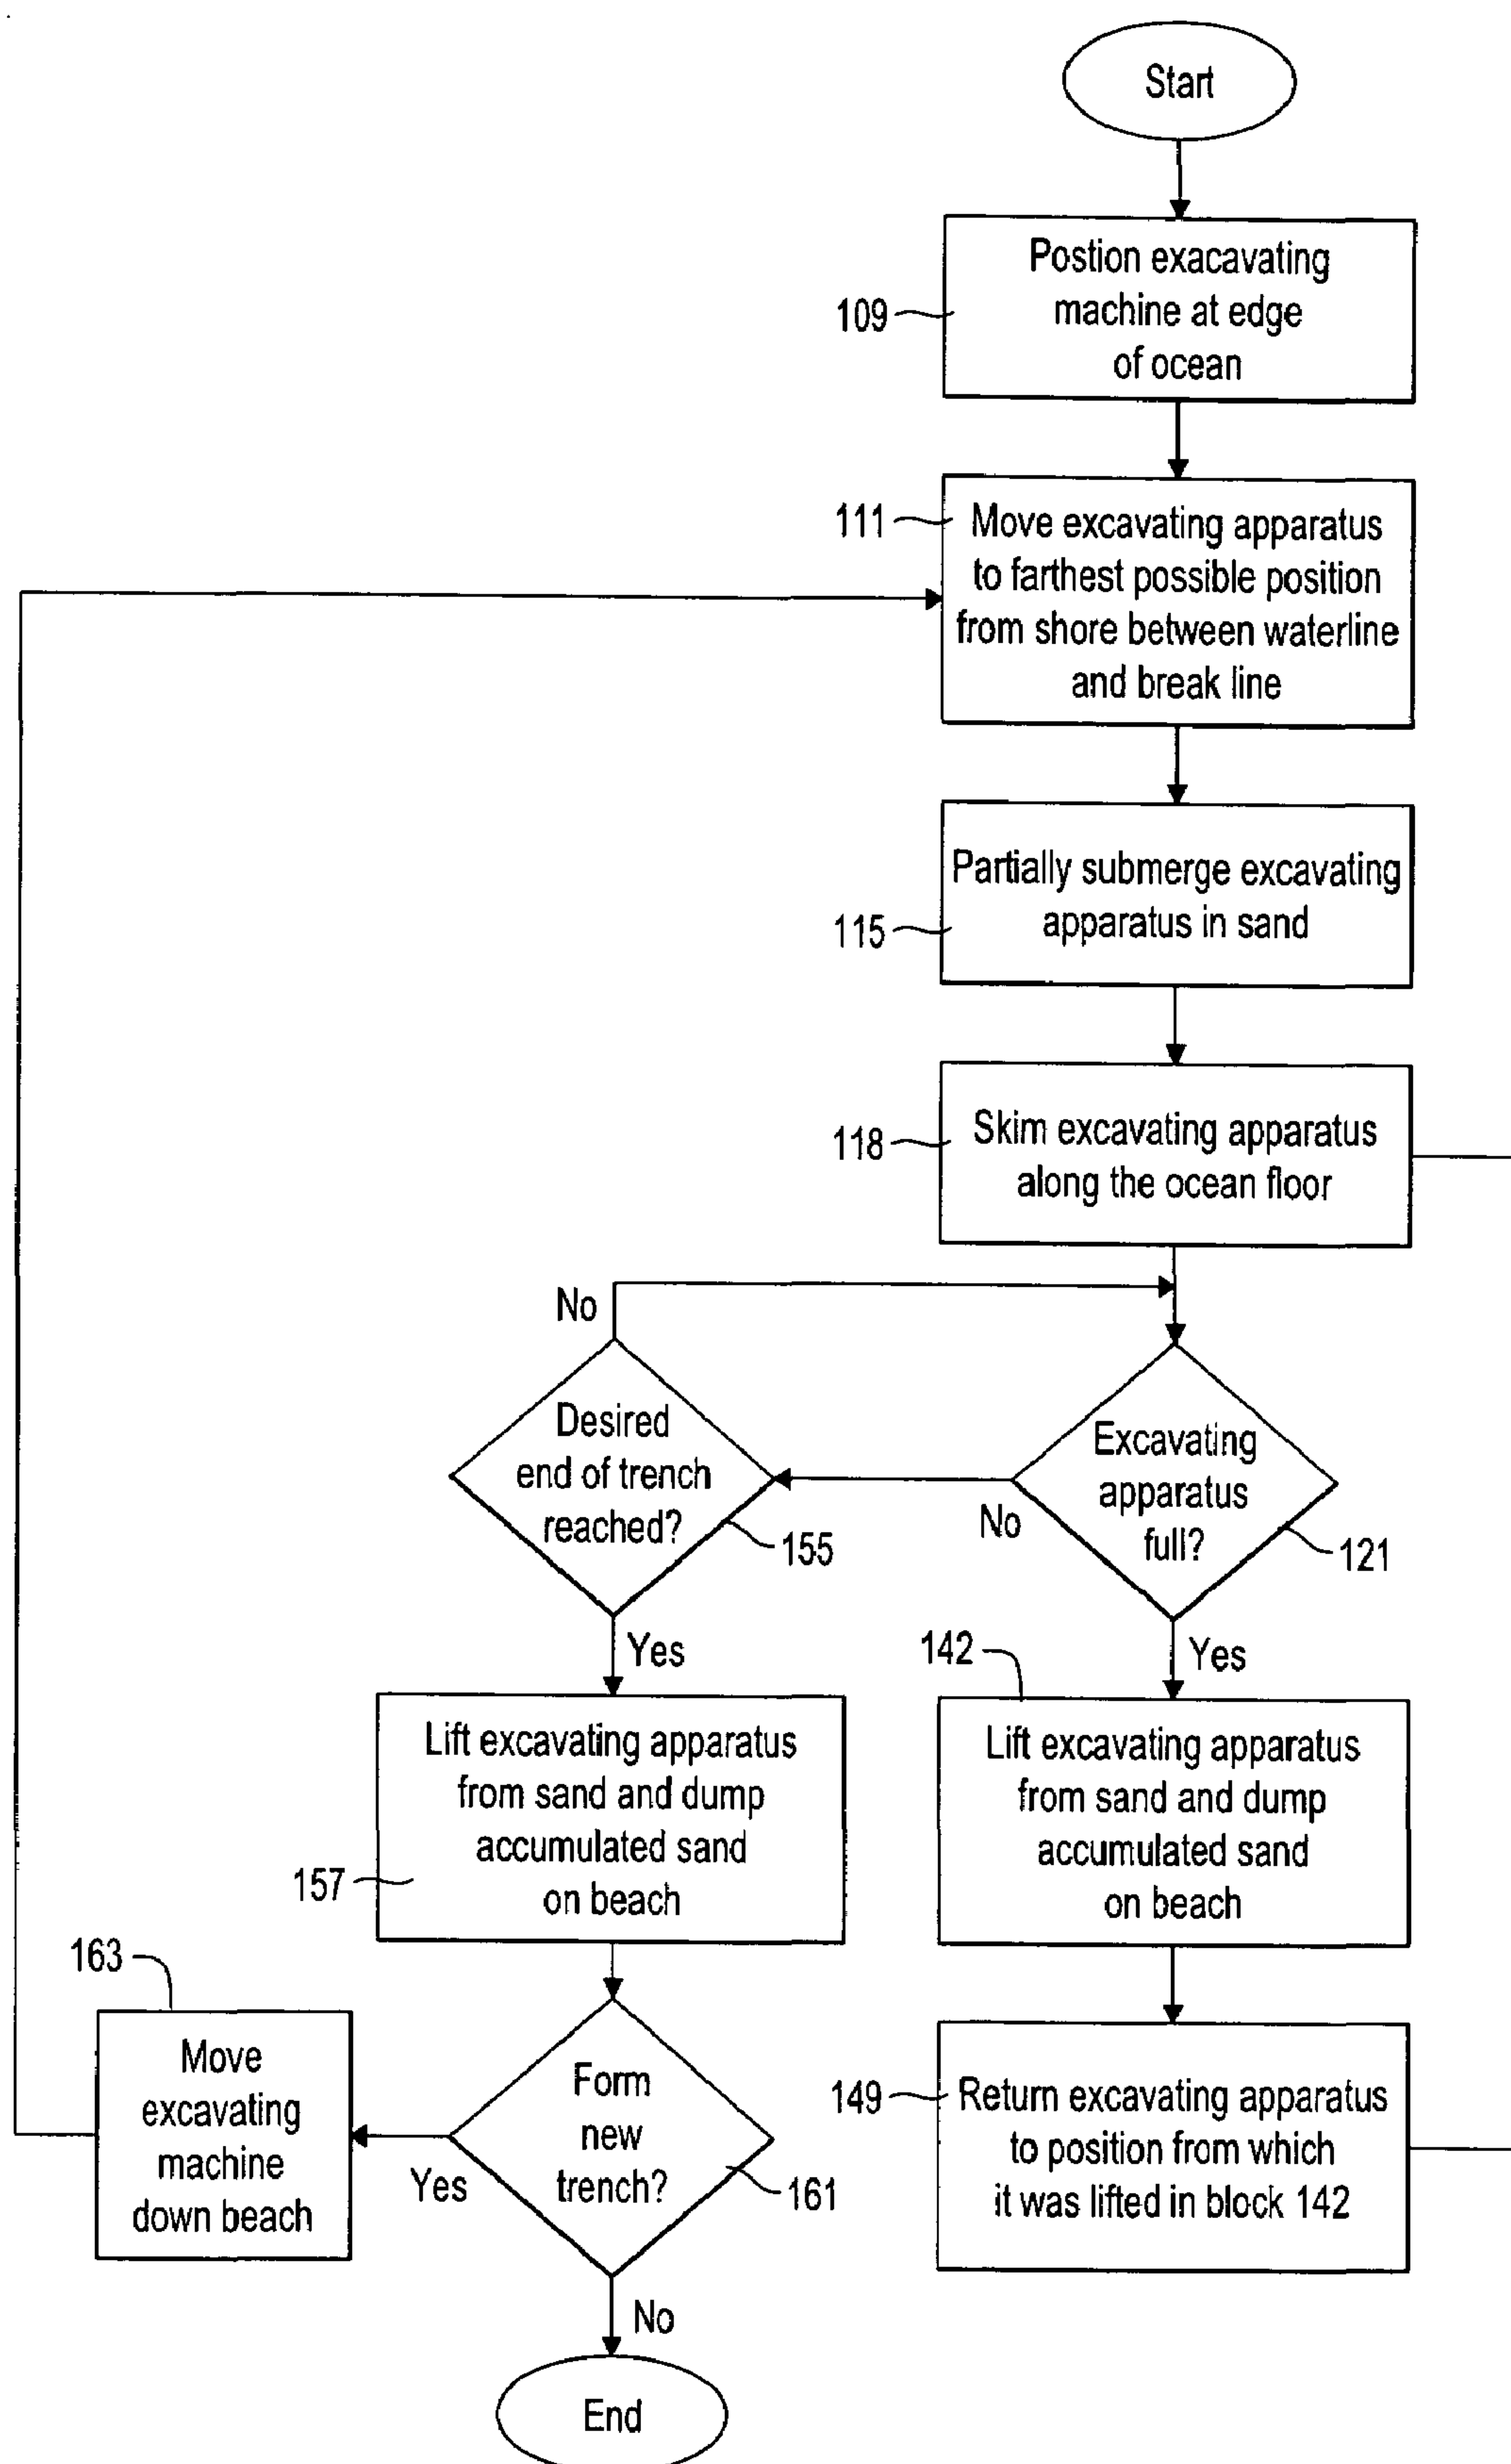 Start
Postion exacavating
machine at edge
of ocean
109
111
Move excavating apparatus
to farthest possible position
from shore between waterline
and break line
Partially submerge excavating
apparatus in sand
115
Skim excavating apparatus
along the ocean floor
118
No
Desired
end of trench
reached?
155
Excavating
apparatus
full?
No
121
Yes
142
Yes
Lift excavating apparatus
from sand and dump
accumulated sand
on beach
157
Lift excavating apparatus
from sand and dump
accumulated sand
on beach
163
Move
excavating
machine
down beach
Form
new
trench?
Yes
161
149
Return excavating apparatus
to position from which
it was lifted in block 142
No
End